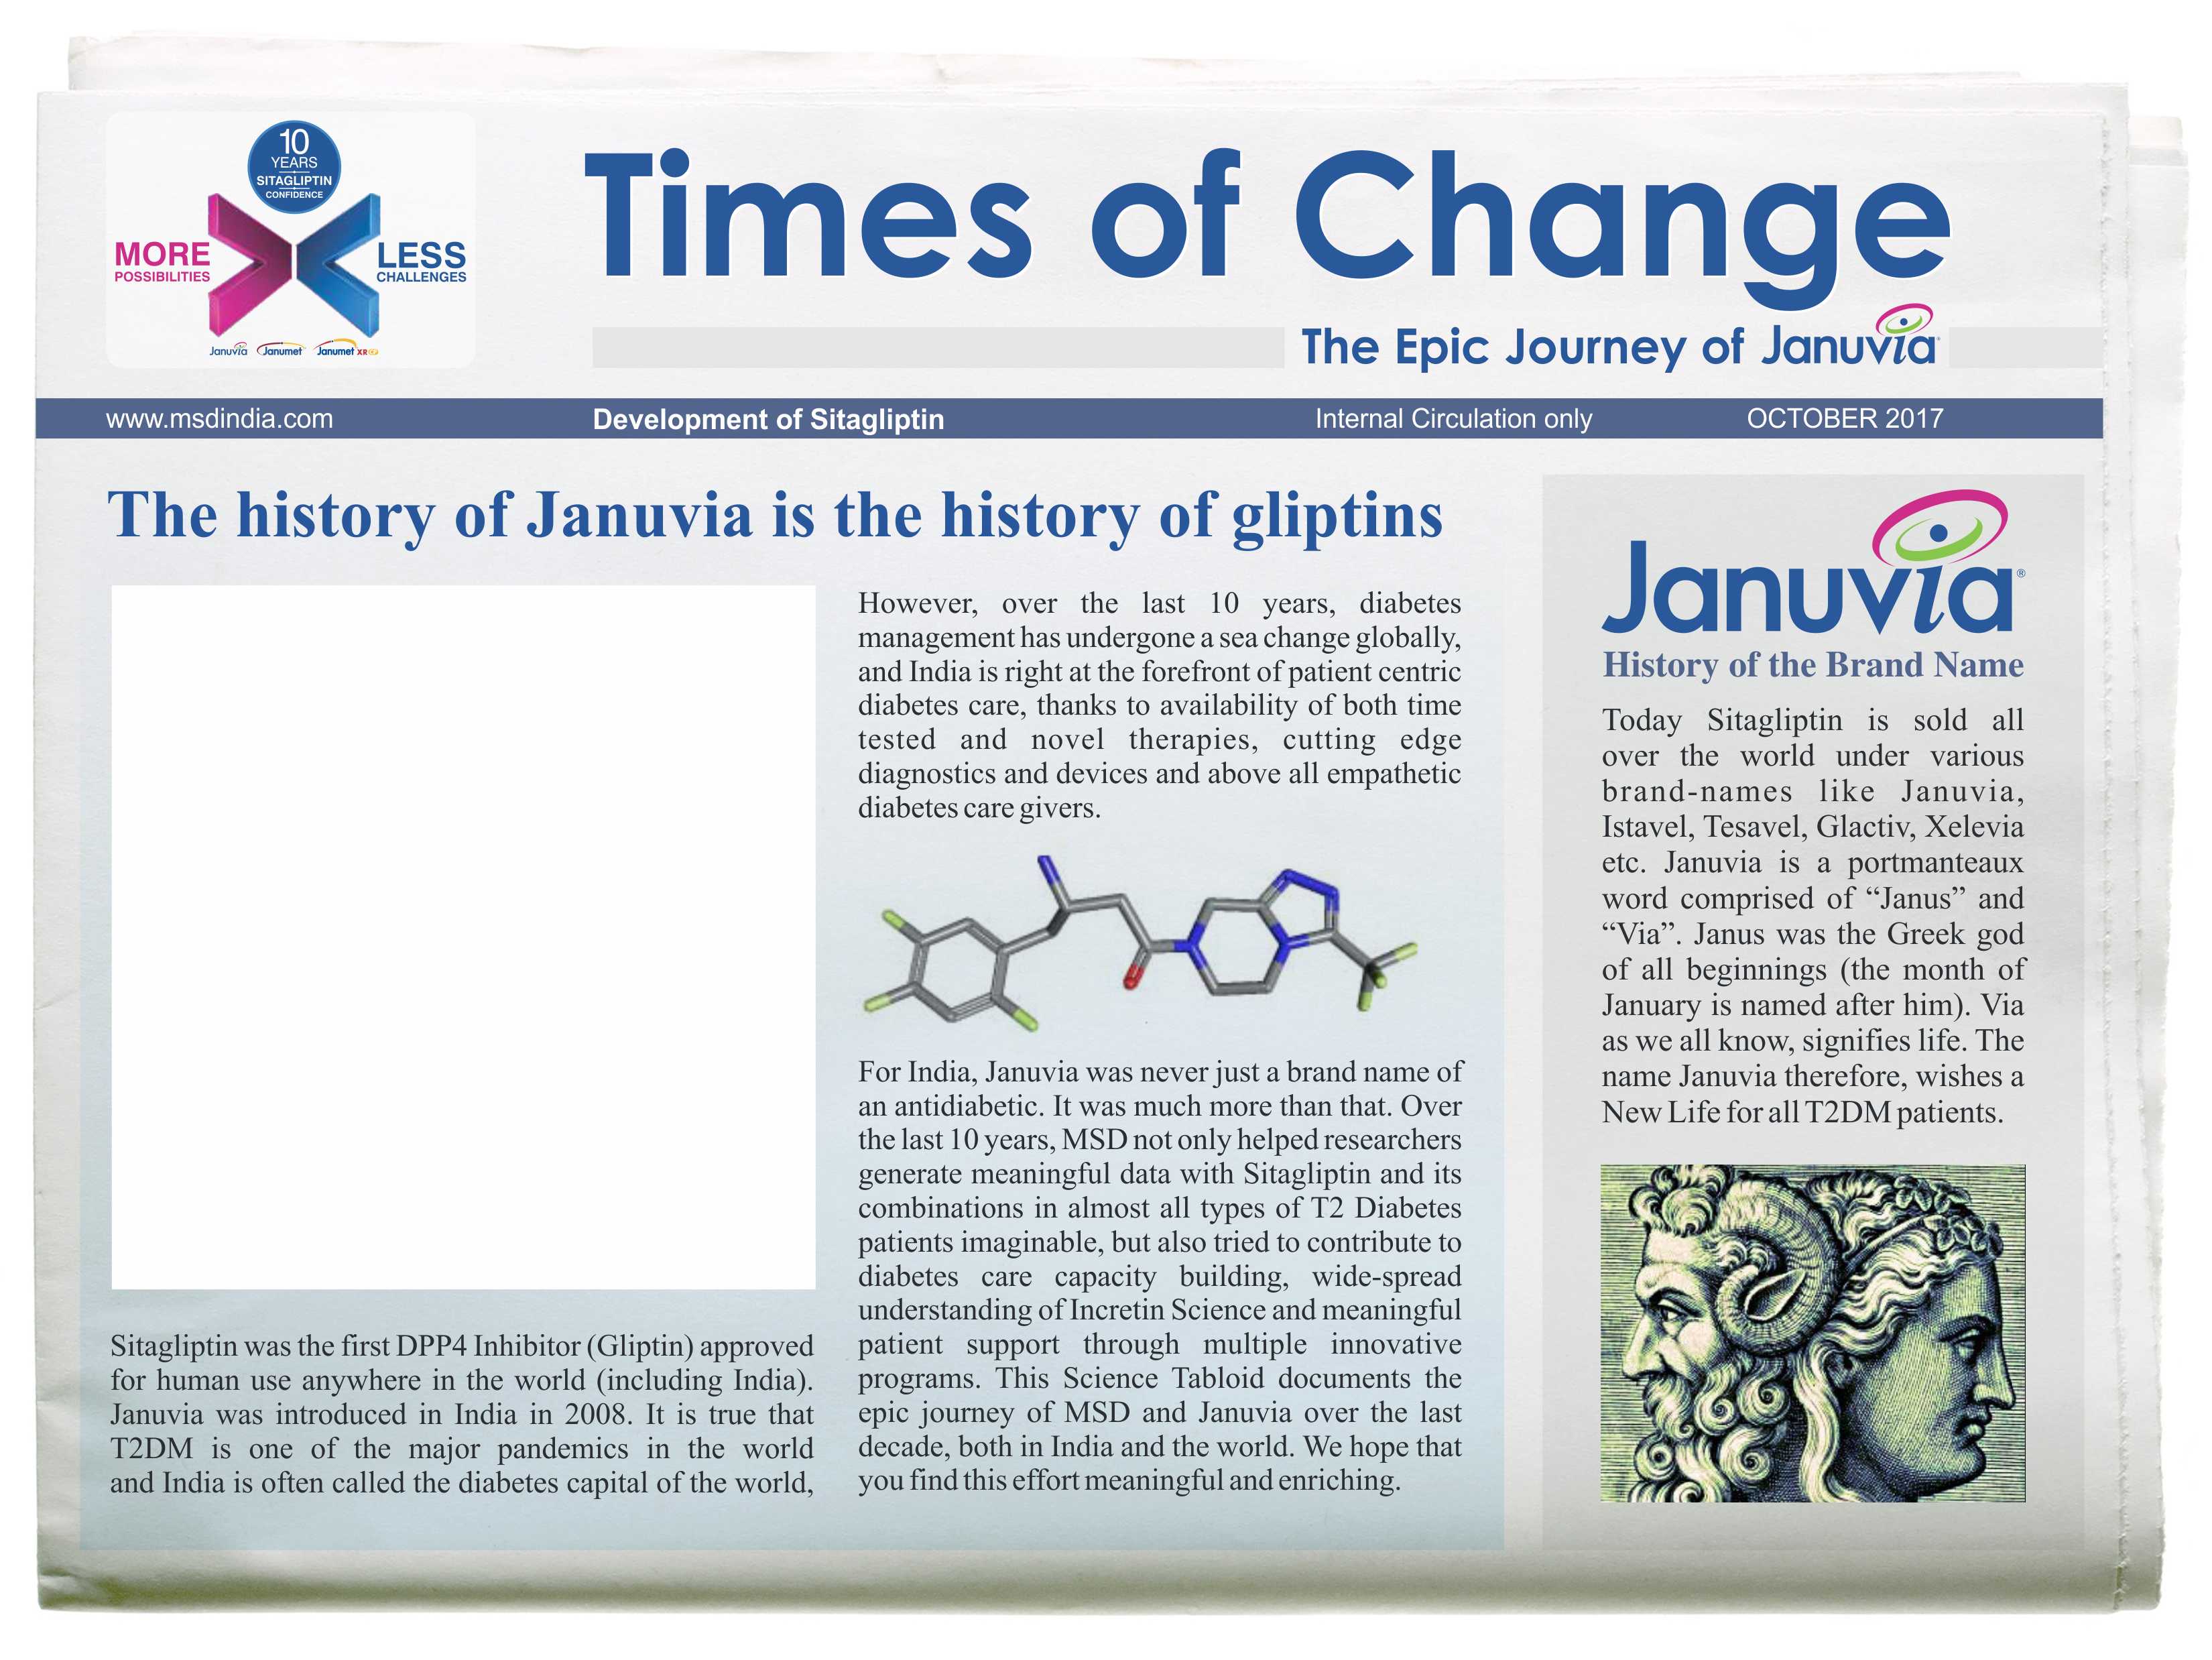 10
YEARS
SITAGLIPTIN
CONFIDENCE
MORE
POSSIBILITIES
LESS
CHALLENGES
Januvia Janumet Janumet XR
Times of Change
The Epic Journey of Januvia
www.msdindia.com Development of Sitagliptin Internal Circulation only OCTOBER 2017
The history of Januvia is the history of gliptins
Sitagliptin was the first DPP4 Inhibitor (Gliptin) approved
for human use anywhere in the world (including India).
Januvia was introduced in India in 2008. It is true that
T2DM is one of the major pandemics in the world
and India is often called the diabetes capital of the world,
However, over the last 10 years, diabetes
management has undergone a sea change globally,
and India is right at the forefront of patient centric
diabetes care, thanks to availability of both time
tested and novel therapies, cutting edge
diagnostics and devices and above all empathetic
diabetes care givers.
For India, Januvia was never just a brand name of
an antidiabetic. It was much more than that. Over
the last 10 years, MSD not only helped researchers
generate meaningful data with Sitagliptin and its
combinations in almost all types of T2 Diabetes
patients imaginable, but also tried to contribute to
diabetes care capacity building, wide-spread
understanding of Incretin Science and meaningful
patient support through multiple innovative
programs. This Science Tabloid documents the
epic journey of MSD and Januvia over the last
decade, both in India and the world. We hope that
you find this effort meaningful and enriching.
Januvia®
History of the Brand Name
Today Sitagliptin is sold all
over the world under various
brand-names like Januvia,
Istavel, Tesavel, Glactiv, Xelevia
etc. Januvia is a portmanteaux
word comprised of “Janus” and
“Via”. Janus was the Greek god
of all beginnings (the month of
January is named after him). Via
as we all know, signifies life. The
name Januvia therefore, wishes a
New Life for all T2DM patients.